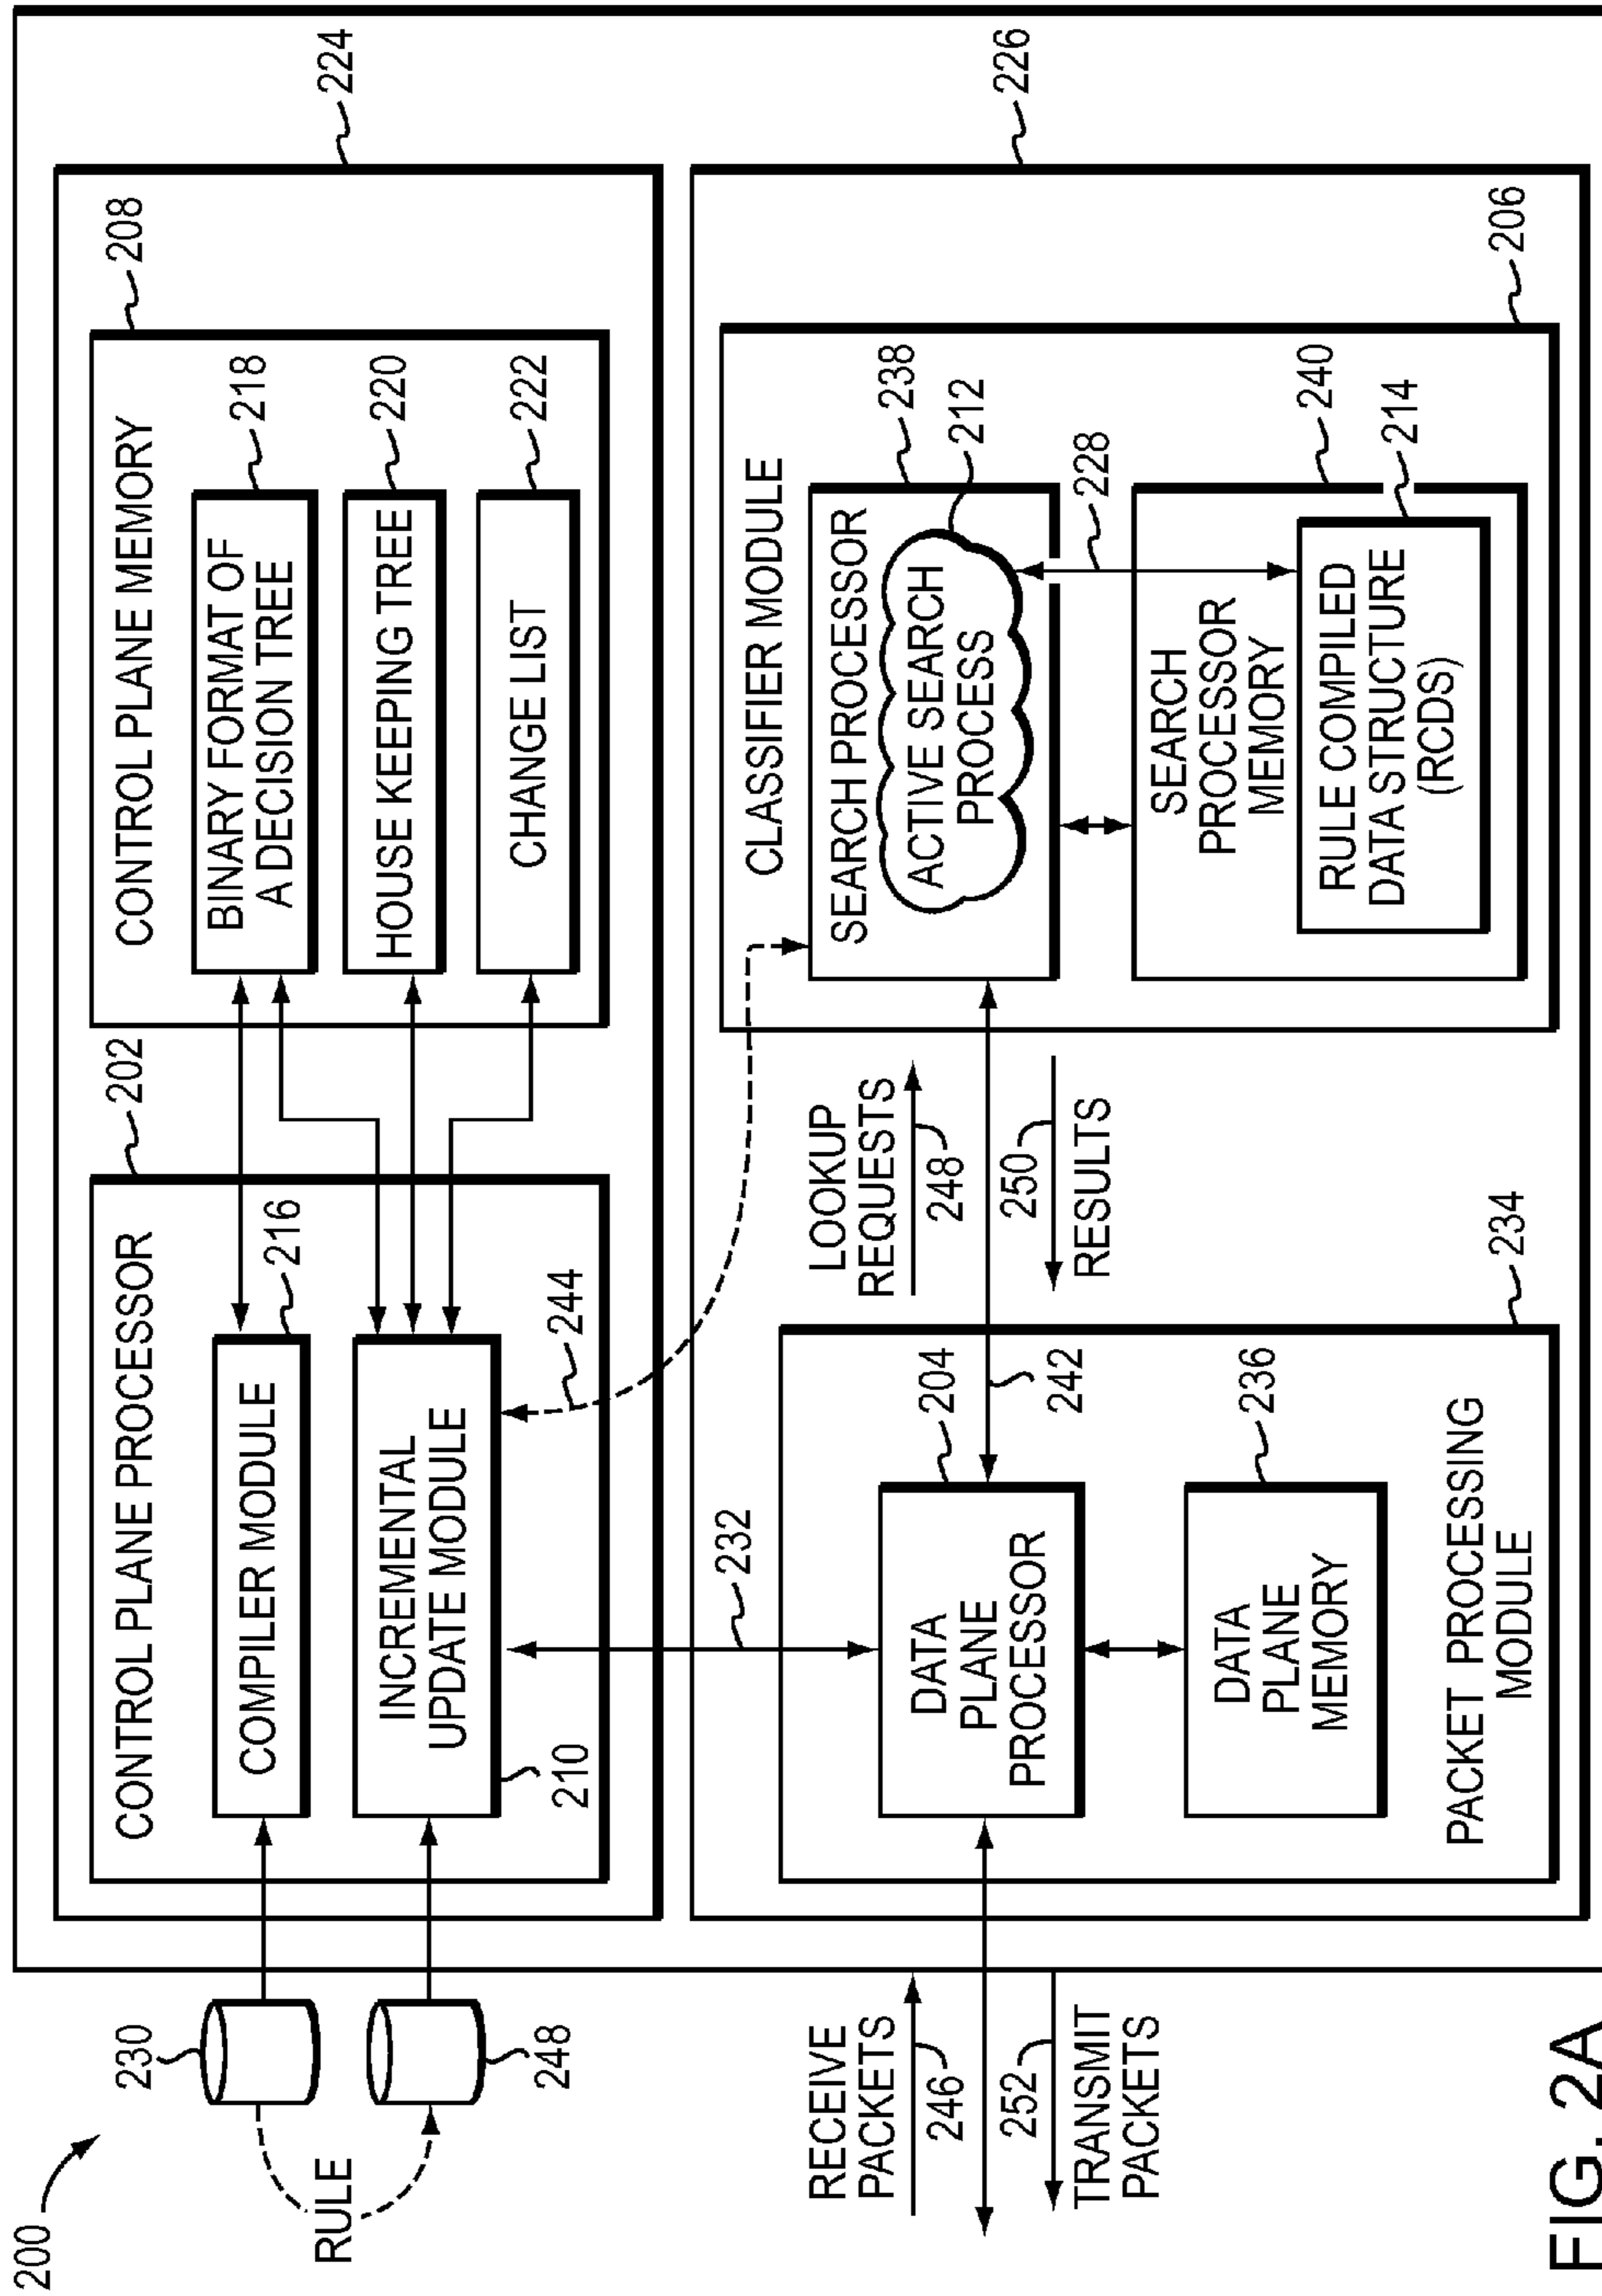 200
230
RULE
248
CONTROL PLANE PROCESSOR
202
COMPILER MODULE
216
INCREMENTAL
UPDATE MODULE
210
244
CONTROL PLANE MEMORY
208
BINARY FORMAT OF
A DECISION TREE
218
HOUSE KEEPING TREE
220
CHANGE LIST
222
224
232
RECEIVE
PACKETS
246
252
TRANSMIT
PACKETS
DATA
PLANE
PROCESSOR
204
242
DATA
PLANE
MEMORY
236
PACKET PROCESSING
MODULE
234
LOOKUP
REQUESTS
248
250
RESULTS
CLASSIFIER MODULE
SEARCH PROCESSOR
238
ACTIVE SEARCH
PROCESS
212
228
SEARCH
PROCESSOR
MEMORY
240
RULE COMPILED
DATA STRUCTURE
(RCDS)
214
206
226
FIG. 2A